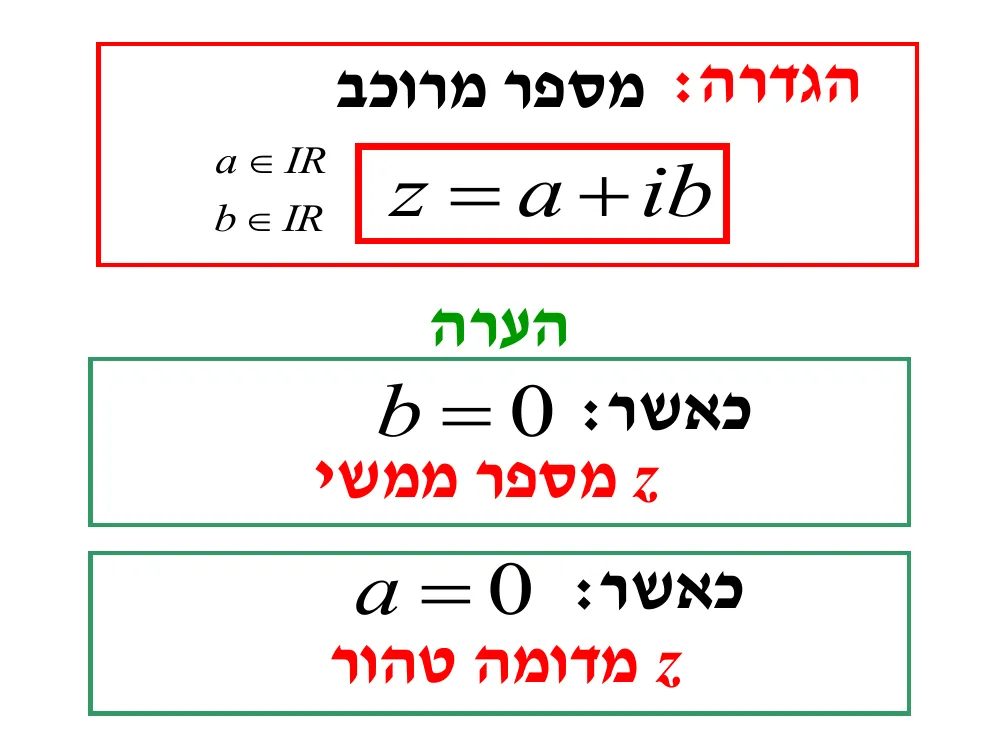 הגדרה: מספר מרוכב
z = a + ib
a ∈ IR
b ∈ IR
הערה
כאשר: b = 0
z מספר ממשי
כאשר: a = 0
z מדומה טהור